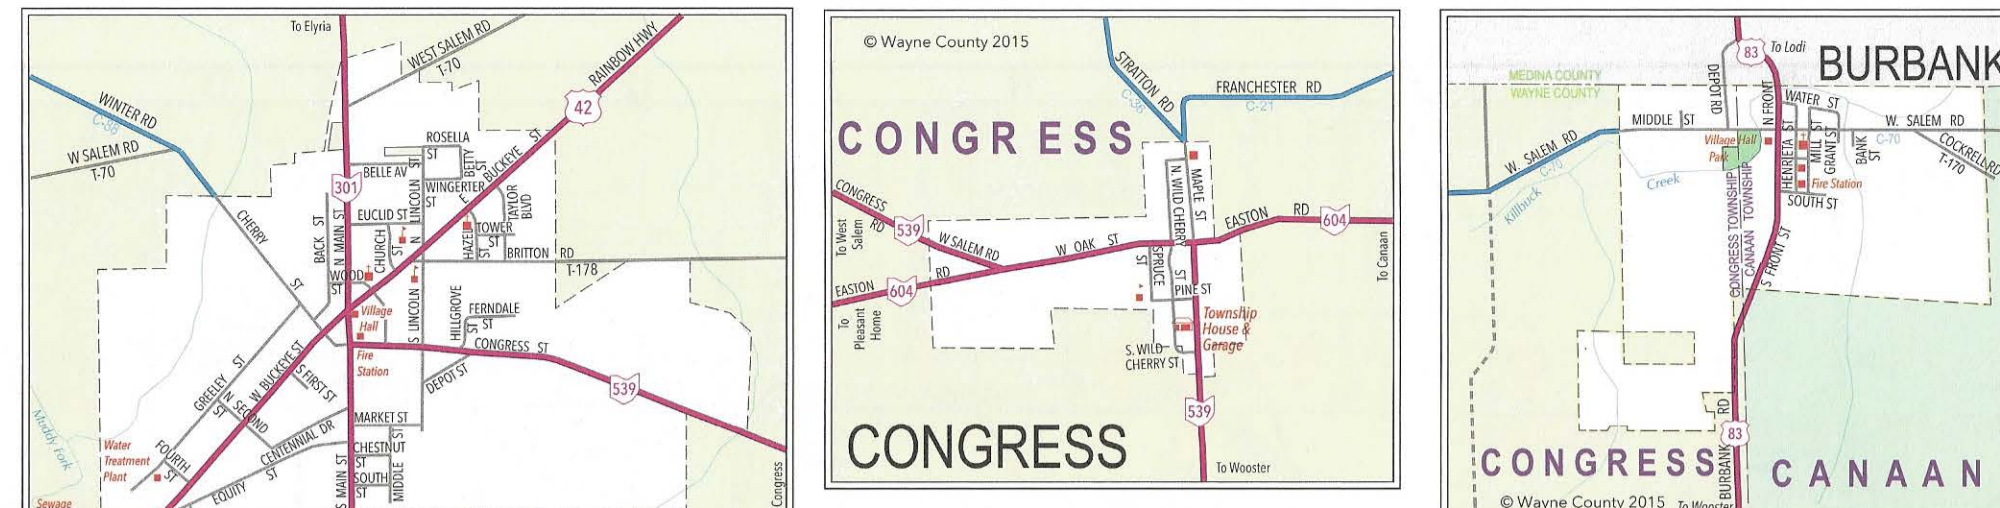 To Elyria
WEST SALEM RD
T-70
RAINBOW HWY
42
WINTER RD
C-88
W SALEM RD
T-70
301
ROSELLA
ST
BETTY
ST
BELLE AV
WINGERTER
ST
E BUCKEYE ST
TAYLOR
BLVD
N LINCOLN ST
EUCLID ST
CHURCH
ST
HAZEL
ST
TOWER
ST
BRITTON RD
T-178
CHERRY ST
BACK ST
N MAIN ST
WOOD
ST
Village
Hall
S LINCOLN ST
HILLGROVE
ST
FERNDALE
ST
Fire
Station
CONGRESS ST
539
DEPOT ST
GREELEY ST
W BUCKEYE ST
S FIRST ST
N SECOND
ST
MARKET ST
CENTENNIAL DR
CHESTNUT
ST
SOUTH
ST
MIDDLE ST
S MAIN ST
Muddy Fork
Water
Treatment
Plant
FOURTH
ST
EQUITY ST
Sewage
Congress
© Wayne County 2015
STRATTON RD
C-36
FRANCHESTER RD
C-21
CONGRESS
CONGRESS
RD
539
To West
Salem
W SALEM RD
N. WILD CHERRY
ST
MAPLE ST
W OAK ST
EASTON RD
604
EASTON RD
604
To
Pleasant
Home
To Canaan
SPRUCE
ST
PINE ST
Township
House &
Garage
S. WILD
CHERRY ST
539
CONGRESS
To Wooster
83
To Lodi
BURBANK
MEDINA COUNTY
WAYNE COUNTY
DEPOT RD
N FRONT
WATER ST
MIDDLE ST
W. SALEM RD
C-70
Village Hall
Park
HENRIETTA ST
MILL ST
GRANT ST
BANK
ST
W. SALEM RD
C-70
COCKRELL RD
T-170
Killbuck
Creek
Fire Station
SOUTH ST
CONGRESS TOWNSHIP
CANAAN TOWNSHIP
S FRONT ST
BURBANK RD
83
CONGRESS
CANAAN
© Wayne County 2015
To Wooster